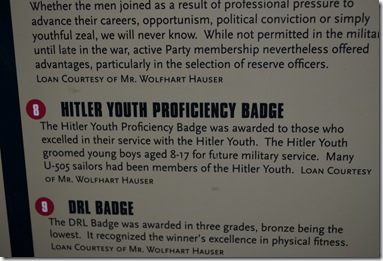 Whether the men joined as a result of professional pressure to
advance their careers, opportunism, political conviction or simply
youthful zeal, we will never know. While not permitted in the
until late in the war, active Party membership nevertheless offered
advantages, particularly in the selection of reserve officers.
Loan Courtesy of Mr. Wolfhart Hauser
8 HITLER YOUTH PROFICIENCY BADGE
The Hitler Youth Proficiency Badge was awarded to those who
excelled in their service with the Hitler Youth. The Hitler Youth
groomed young boys aged 8-17 for future military service. Many
U-505 sailors had been members of the Hitler Youth. Loan Courtesy
of Mr. Wolfhart Hauser
9 DRL BADGE
The DRL Badge was awarded in three grades, bronze being the
lowest. It recognized the winner's excellence in physical fitness.
Loan Courtesy of Mr. Wolfhart Hauser